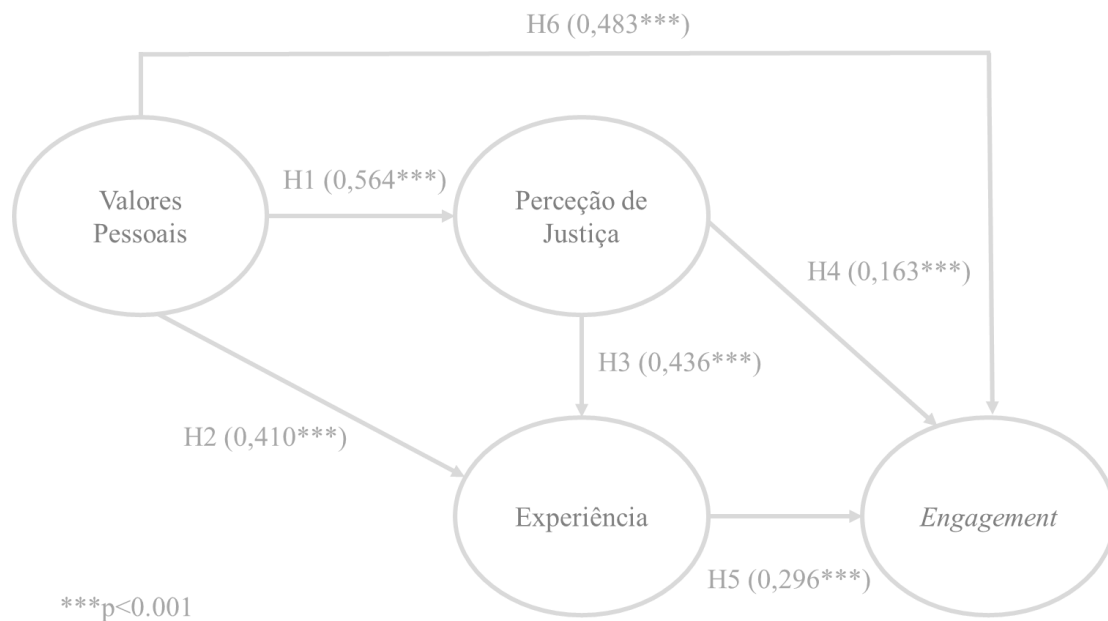 H6 (0,483***)
Valores
Pessoais
H1 (0,564***)
Perceção de
Justiça
H4 (0,163***)
H3 (0,436***)
H2 (0,410***)
Experiência
Engagement
H5 (0,296***)
***p<0.001